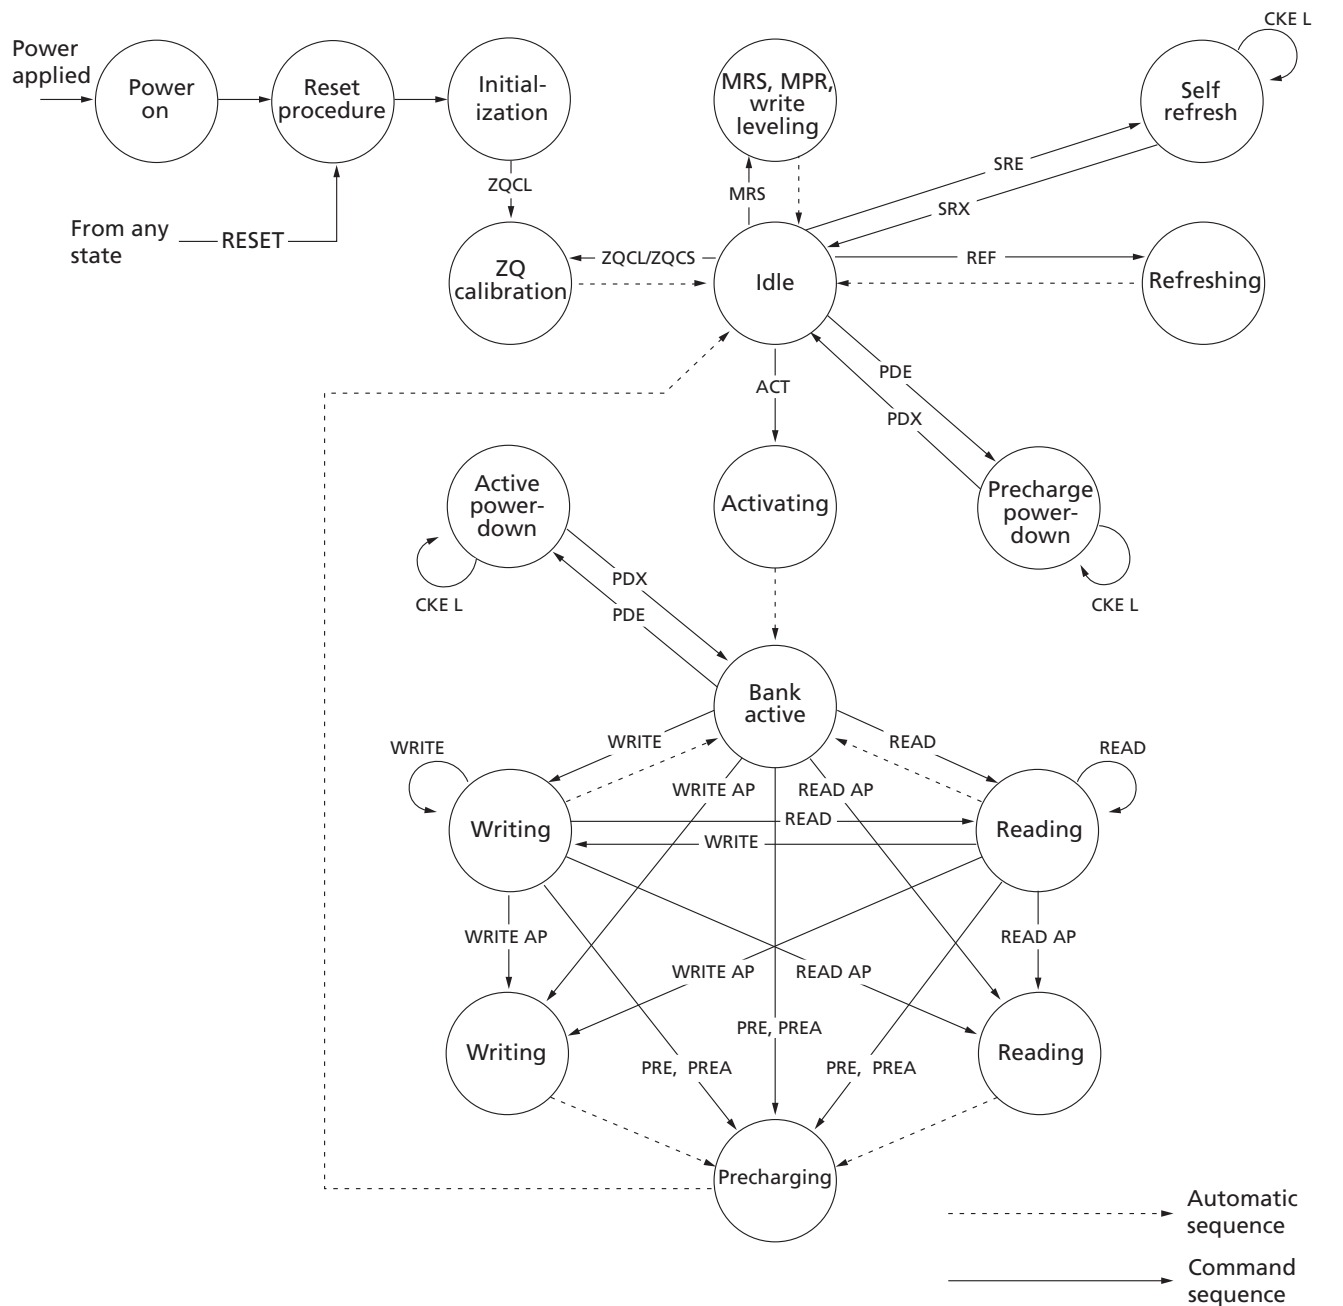 CKE L
Power
applied
Power
on
Reset
procedure
Initial-
ization
MRS, MPR,
write
leveling
Self
refresh
ZQCL
MRS
SRE
SRX
From any
state
RESET
ZQ
calibration
ZQCL/ZQCS
Idle
REF
Refreshing
PDE
ACT
PDX
Active
power-
down
Activating
Precharge
power-
down
CKE L
PDX
PDE
CKE L
Bank
active
WRITE
WRITE
READ
READ
WRITE AP
READ AP
Writing
READ
WRITE
Reading
WRITE AP
READ AP
WRITE AP
READ AP
Writing
PRE, PREA
Reading
PRE, PREA
PRE, PREA
Precharging
Automatic
sequence
Command
sequence